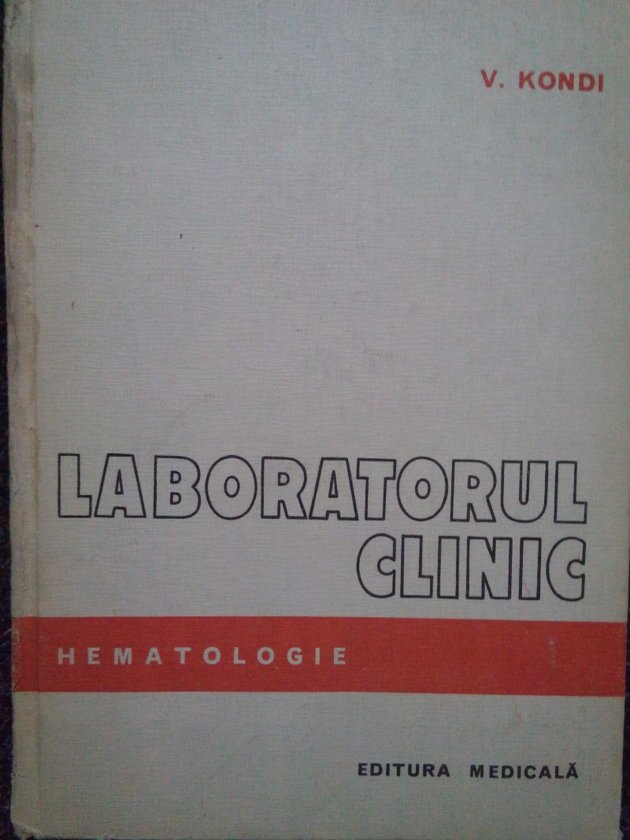 V. KONDI
LABORATORUL
CLINIC
HEMATOLOGIE
EDITURA MEDICALĂ